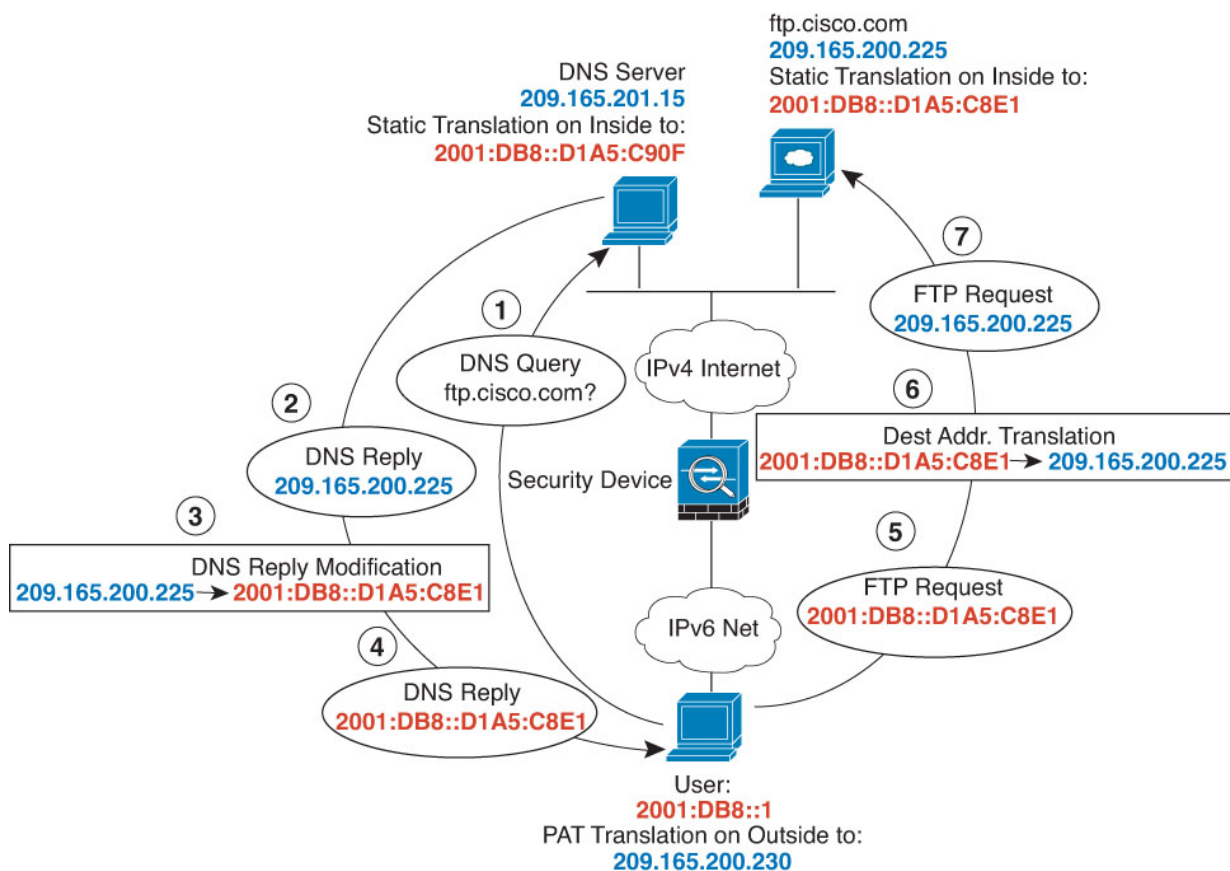 ftp.cisco.com
209.165.200.225
Static Translation on Inside to:
2001:DB8::D1A5:C8E1
DNS Server
209.165.201.15
Static Translation on Inside to:
2001:DB8::D1A5:C90F
7
FTP Request
209.165.200.225
1
DNS Query
ftp.cisco.com?
IPv4 Internet
2
DNS Reply
209.165.200.225
6
Dest Addr. Translation
2001:DB8::D1A5:C8E1 → 209.165.200.225
Security Device
3
DNS Reply Modification
209.165.200.225 → 2001:DB8::D1A5:C8E1
5
FTP Request
2001:DB8::D1A5:C8E1
IPv6 Net
4
DNS Reply
2001:DB8::D1A5:C8E1
User:
2001:DB8::1
PAT Translation on Outside to:
209.165.200.230